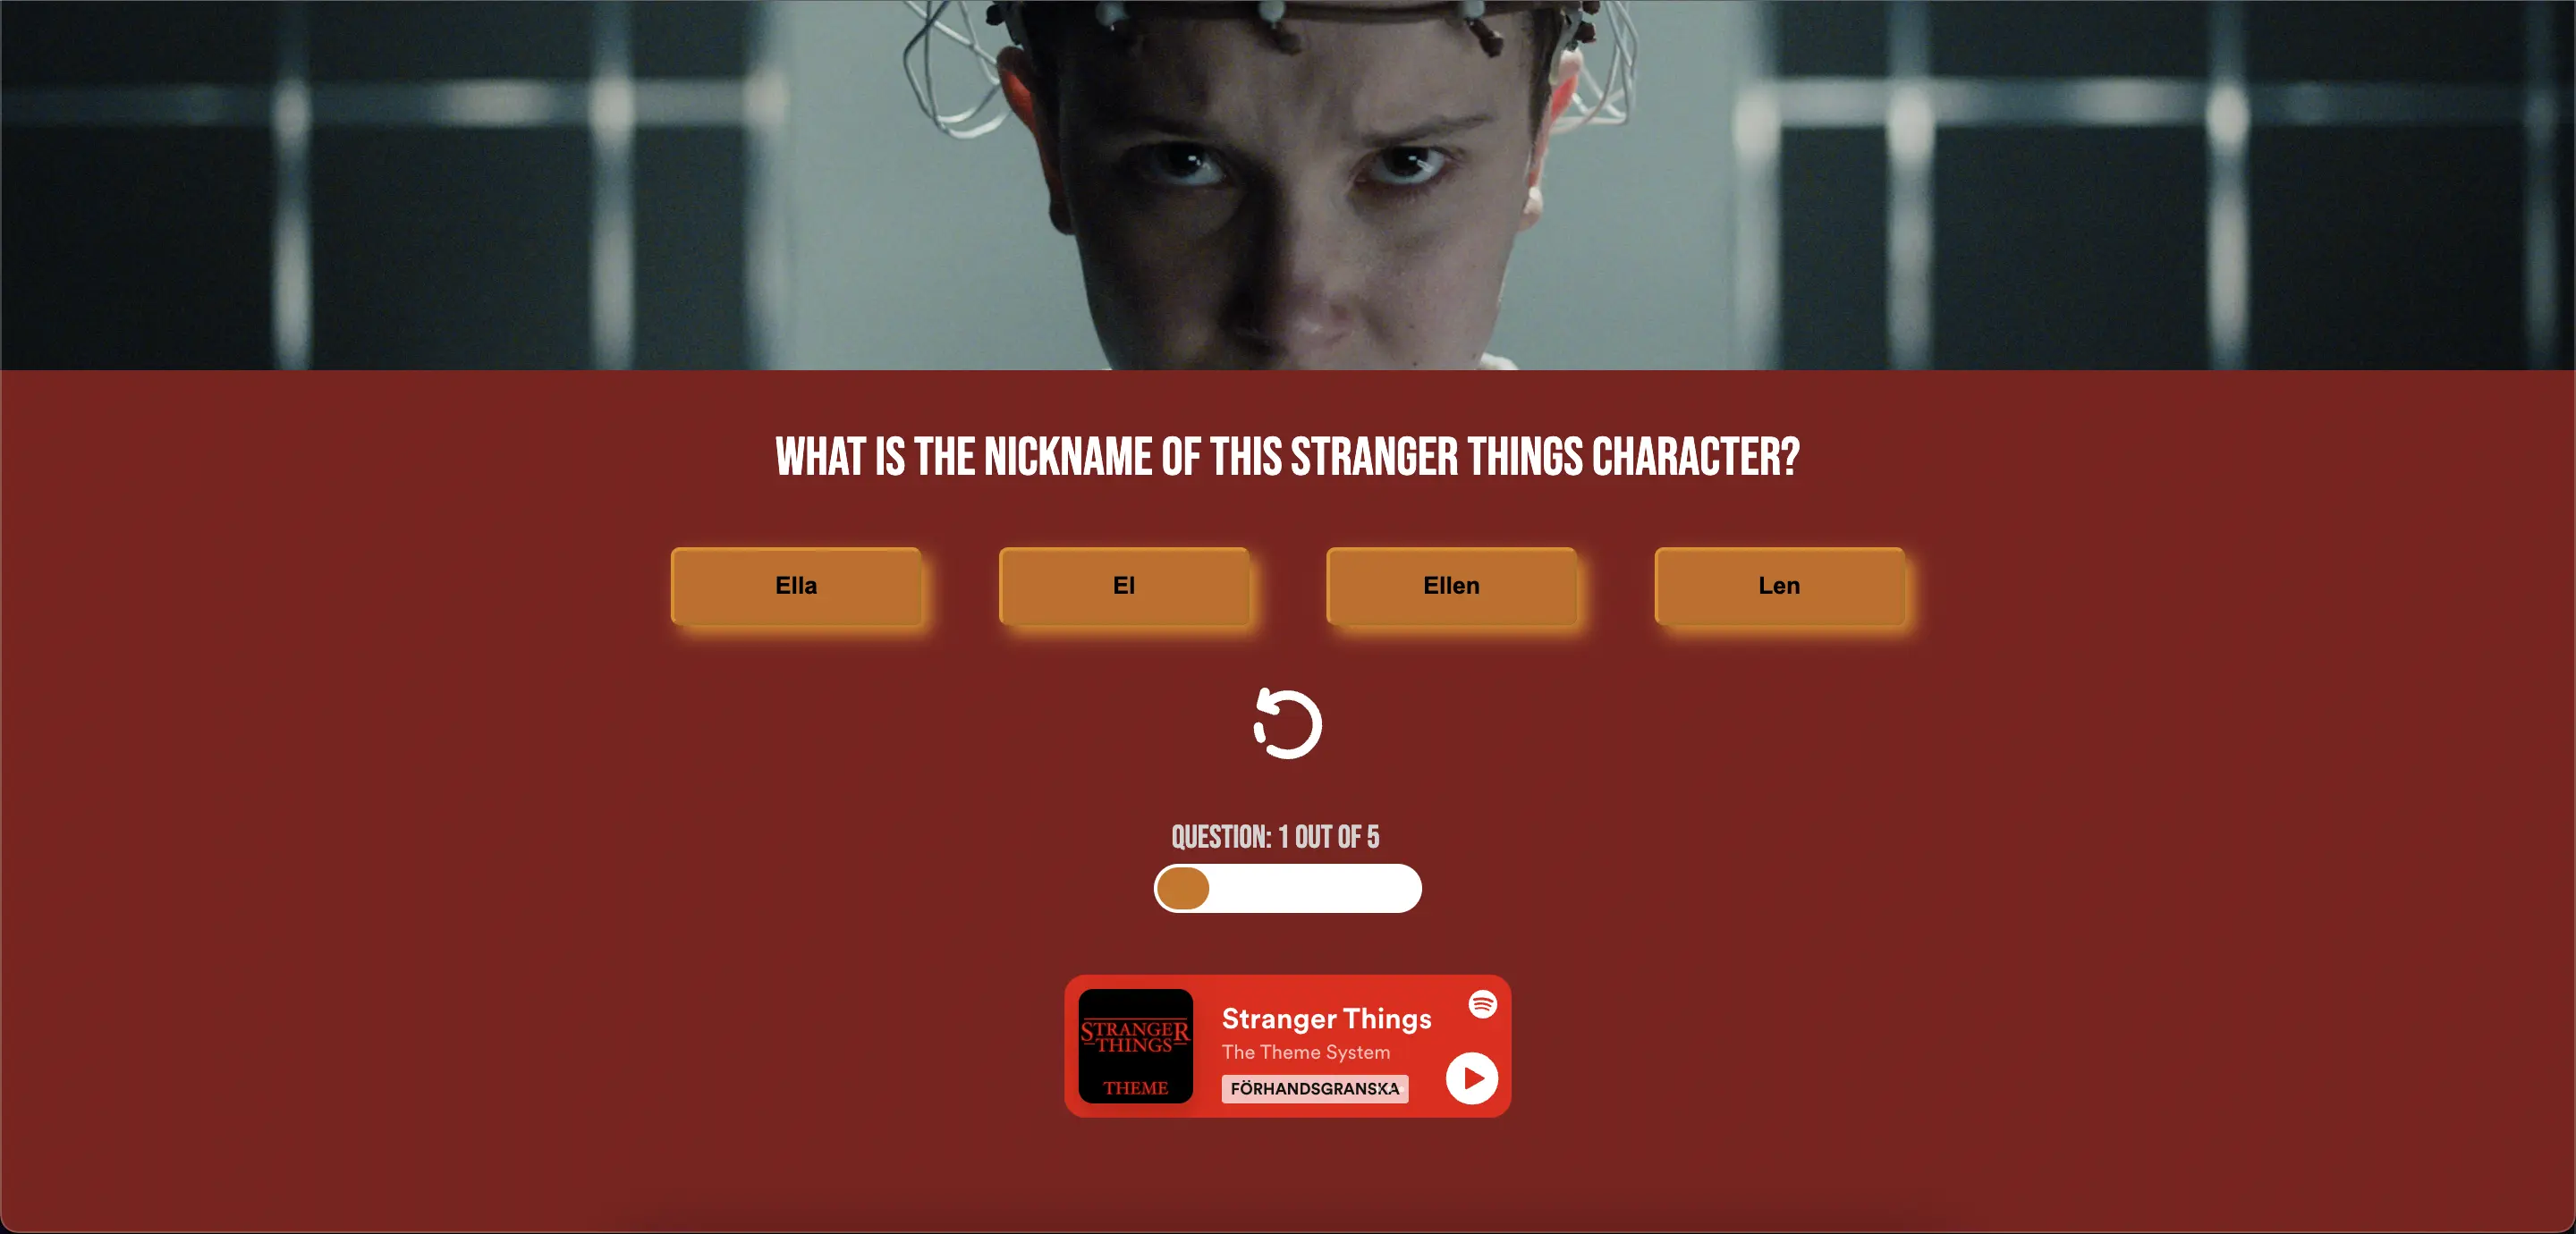 WHAT IS THE NICKNAME OF THIS STRANGER THINGS CHARACTER?
Ella
El
Ellen
Len
QUESTION: 1 OUT OF 5
STRANGER
THINGS
THEME
Stranger Things
The Theme System
FÖRHANDSGRANSKA